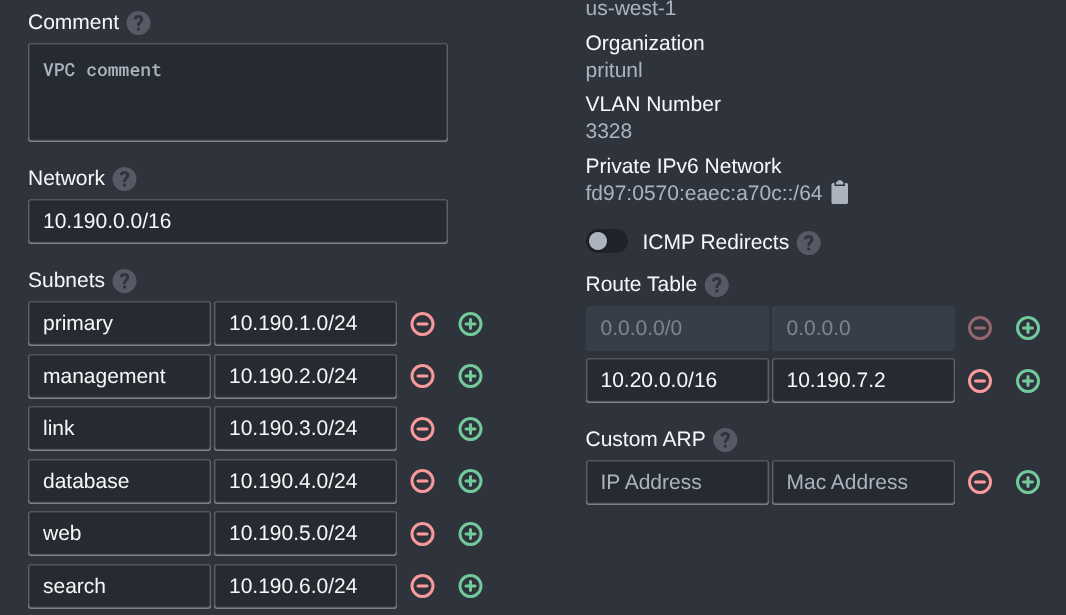 Comment ?
VPC comment
Network ?
10.190.0.0/16
Subnets ?
primary 10.190.1.0/24
management 10.190.2.0/24
link 10.190.3.0/24
database 10.190.4.0/24
web 10.190.5.0/24
search 10.190.6.0/24
us-west-1
Organization
pritunl
VLAN Number
3328
Private IPv6 Network
fd97:0570:eaec:a70c::/64
ICMP Redirects ?
Route Table ?
0.0.0.0/0 0.0.0.0
10.20.0.0/16 10.190.7.2
Custom ARP ?
IP Address Mac Address